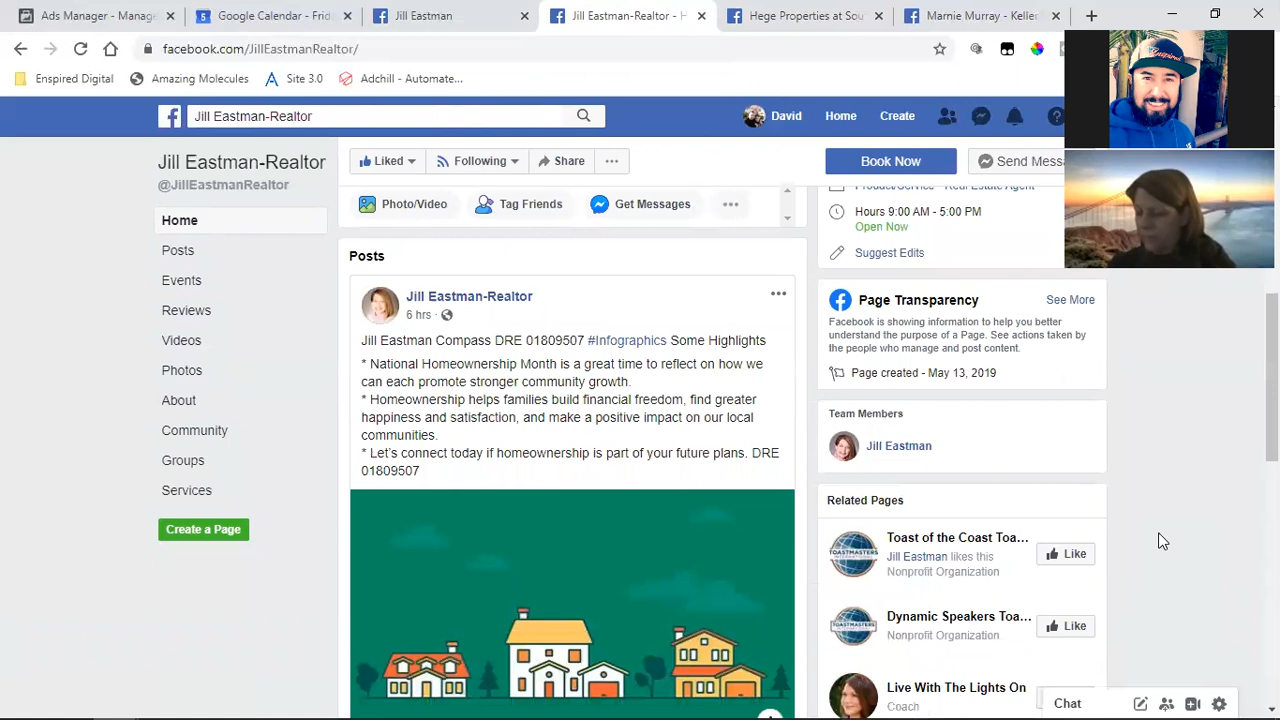 Ads Manager - Manage
Google Calendar - Frid
Jill Eastman
Jill Eastman-Realtor - H
Hege Properties at Sou
Marnie Murray - Keller
facebook.com/JillEastmanRealtor/
Enspired Digital
Amazing Molecules
Site 3.0
Adchill - Automate...
Jill Eastman-Realtor
David
Home
Create
Jill Eastman-Realtor
@JillEastmanRealtor
Liked
Following
Share
Book Now
Send Messa
Home
Posts
Events
Reviews
Videos
Photos
About
Community
Groups
Services
Create a Page
Photo/Video
Tag Friends
Get Messages
Posts
Jill Eastman-Realtor
6 hrs
Jill Eastman Compass DRE 01809507 #Infographics Some Highlights
* National Homeownership Month is a great time to reflect on how we
can each promote stronger community growth.
* Homeownership helps families build financial freedom, find greater
happiness and satisfaction, and make a positive impact on our local
communities.
* Let's connect today if homeownership is part of your future plans. DRE
01809507
Product/Service · Real Estate Agent
Hours 9:00 AM - 5:00 PM
Open Now
Suggest Edits
Page Transparency
See More
Facebook is showing information to help you better
understand the purpose of a Page. See actions taken by
the people who manage and post content.
Page created - May 13, 2019
Team Members
Jill Eastman
Related Pages
Toast of the Coast Toa...
Jill Eastman likes this
Nonprofit Organization
Like
Dynamic Speakers Toa...
Nonprofit Organization
Like
Live With The Lights On
Coach
Chat